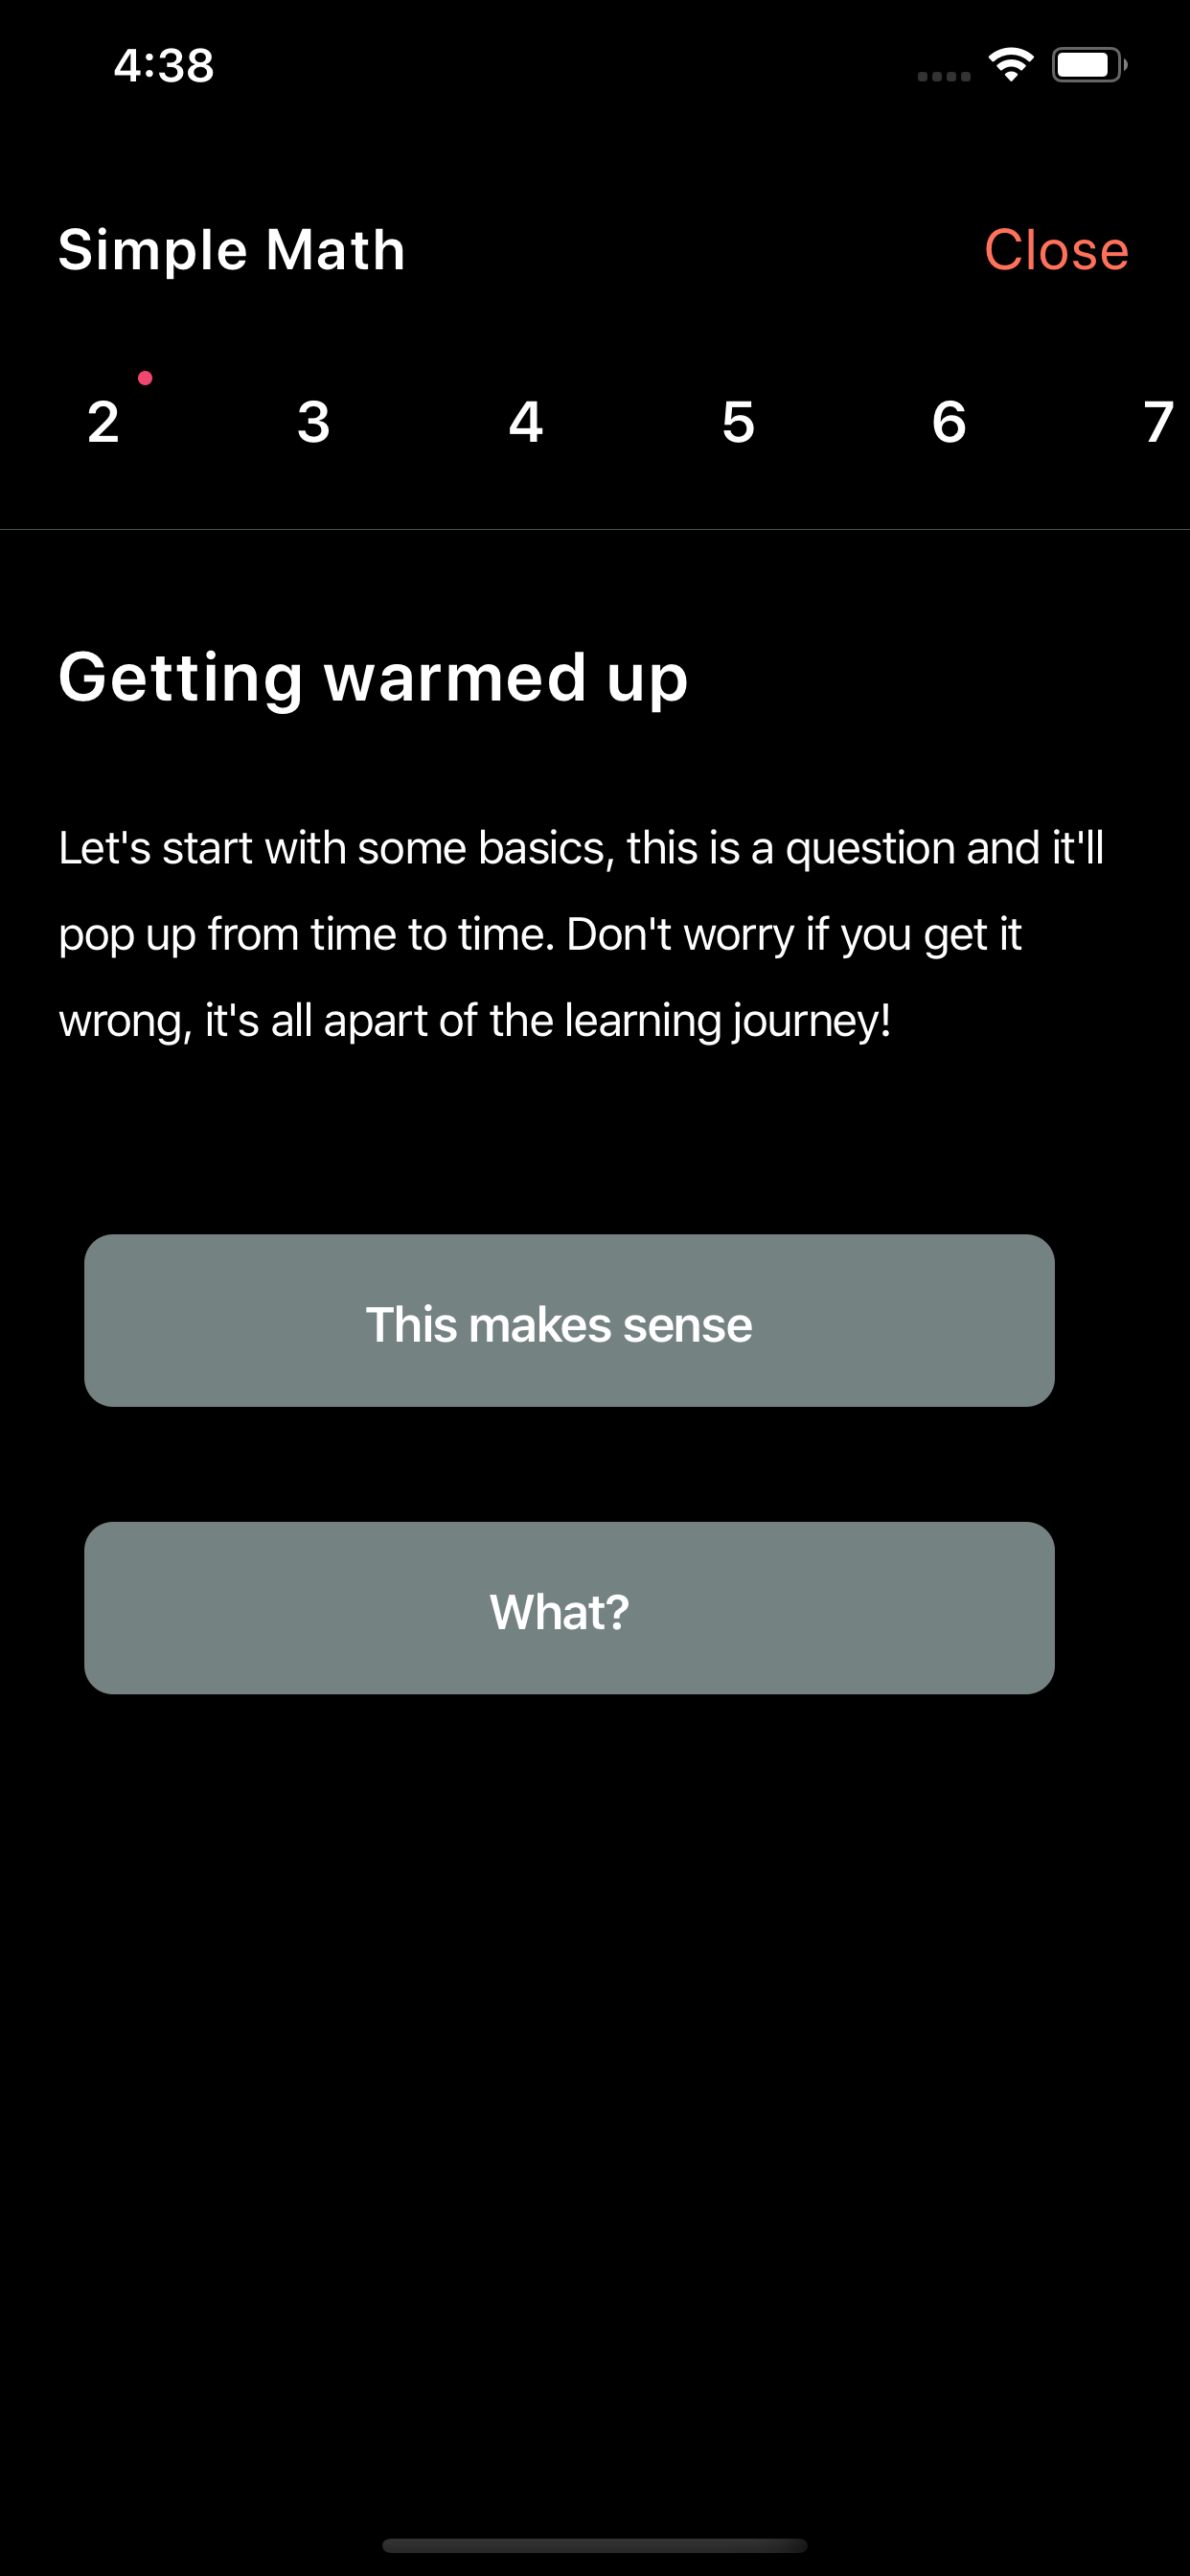 4:38
Simple Math Close
2 3 4 5 6 7
Getting warmed up
Let's start with some basics, this is a question and it'll
pop up from time to time. Don't worry if you get it
wrong, it's all apart of the learning journey!
This makes sense
What?